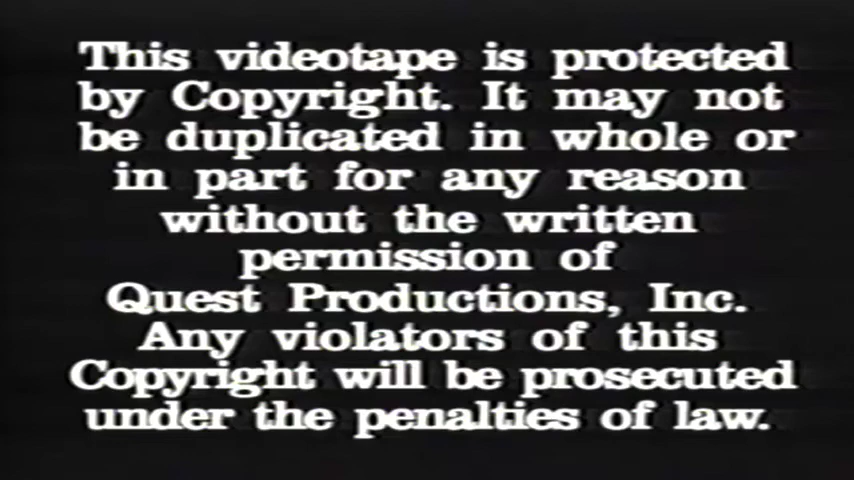 This videotape is protected
by Copyright. It may not
be duplicated in whole or
in part for any reason
without the written
permission of
Quest Productions, Inc.
Any violators of this
Copyright will be prosecuted
under the penalties of law.